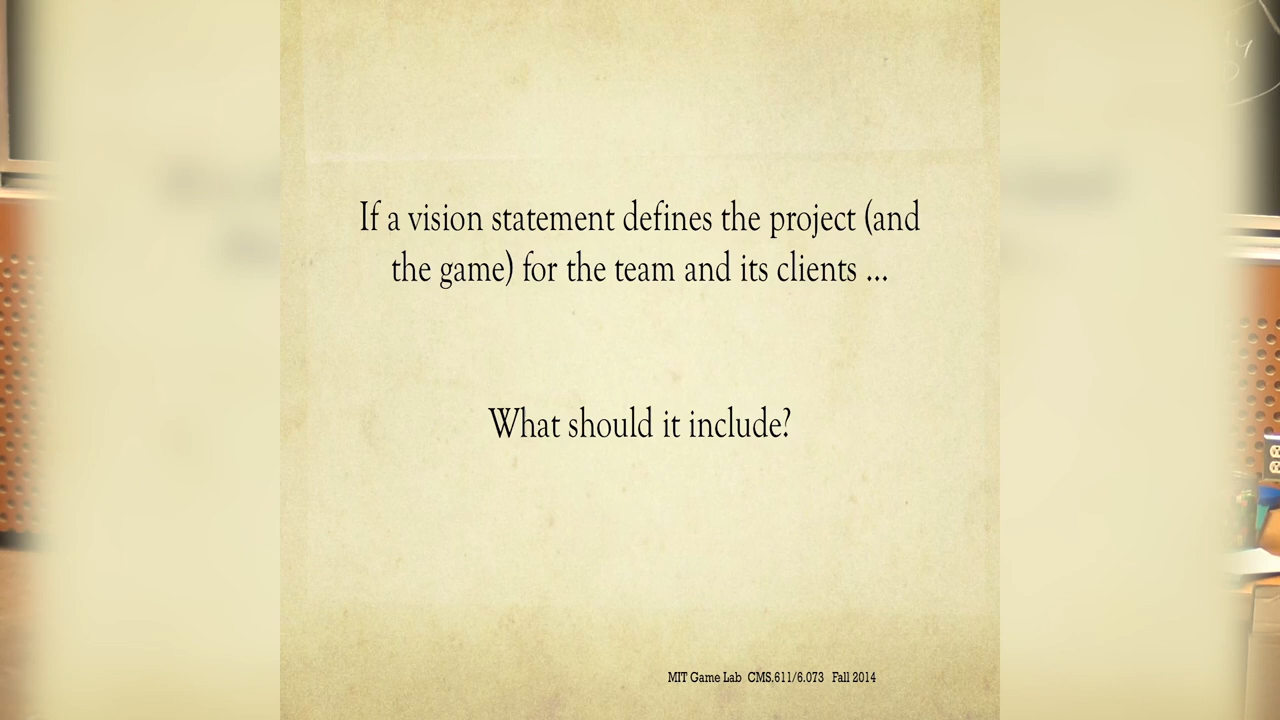 If a vision statement defines the project (and
the game) for the team and its clients ...
What should it include?
MIT Game Lab CMS.611/6.073 Fall 2014